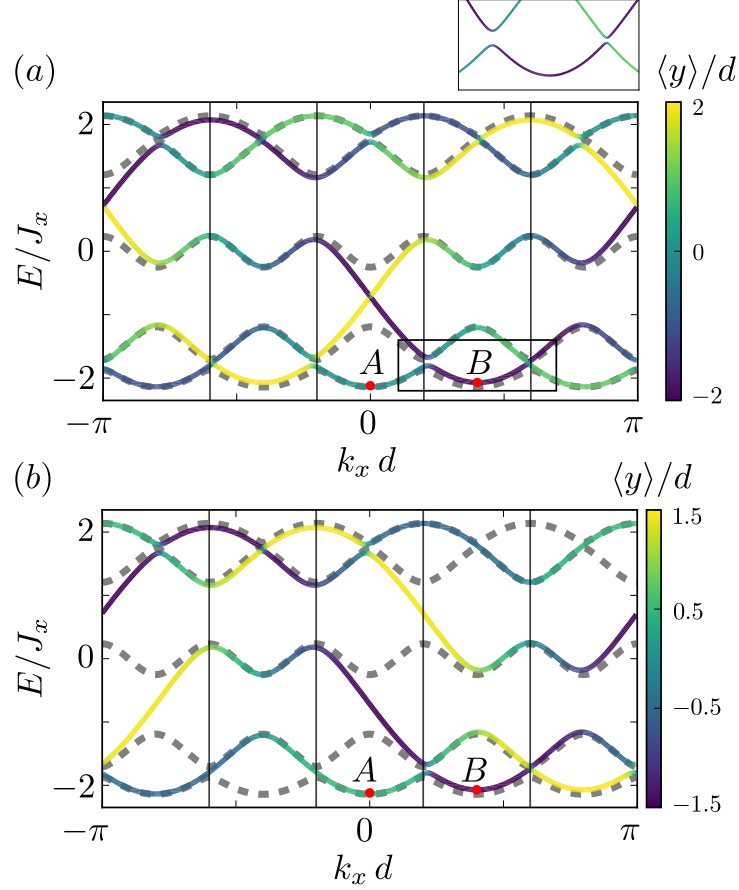 (a)
⟨y⟩/d
2
0
−2
E/J_x
A
B
2
0
−2
−π
0
π
k_x d
(b)
⟨y⟩/d
2
0
−2
E/J_x
A
B
1.5
0.5
−0.5
−1.5
−π
0
π
k_x d